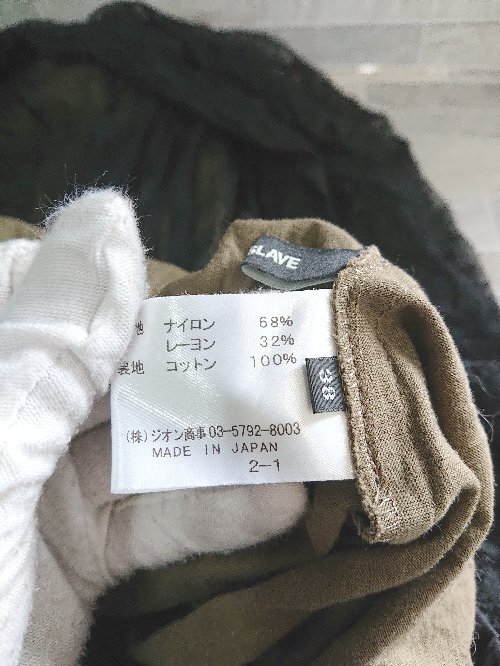 SLAVE
地 ナイロン 68%
レーヨン 32%
裏地 コットン 100%
38
(株)ジオン商事 03-5792-8003
MADE IN JAPAN
2-1